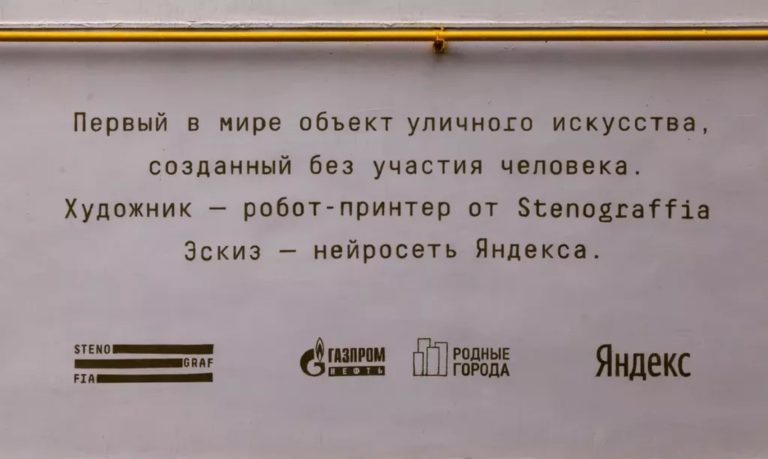 Первый в мире объект уличного искусства,
созданный без участия человека.
Художник — робот-принтер от Stenograffia
Эскиз — нейросеть Яндекса.
STENO
GRAF
FIA
ГАЗПРОМ
НЕФТЬ
РОДНЫЕ
ГОРОДА
Яндекс